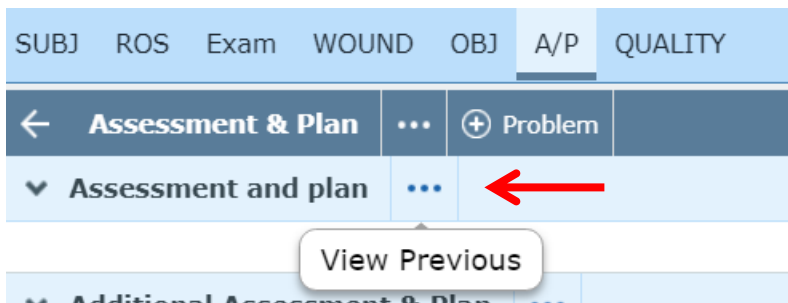 SUBJ ROS Exam WOUND OBJ A/P QUALITY
Assessment & Plan ••• Problem
Assessment and plan •••
View Previous
Additional Assessment & Plan •••